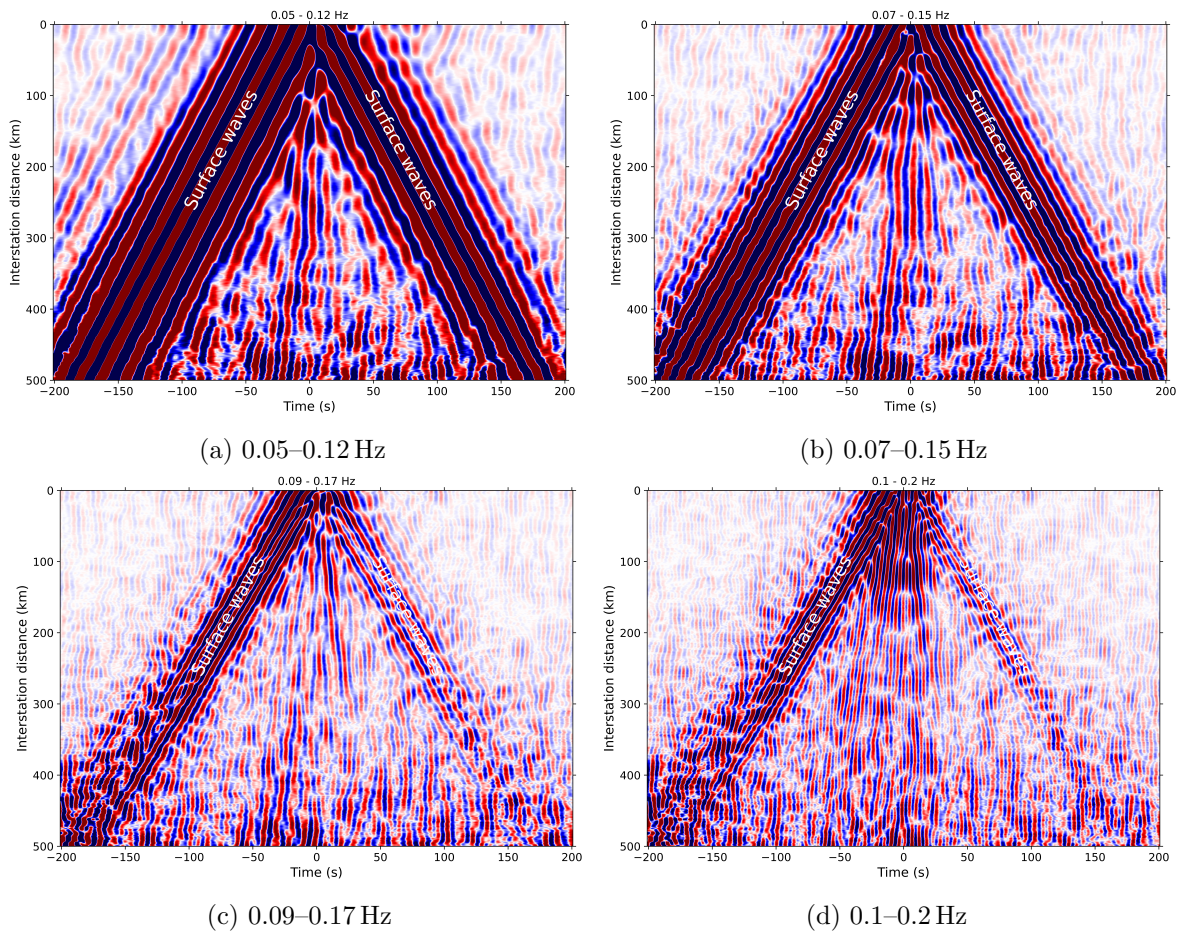 0.05 - 0.12 Hz
0
100
200
300
400
500
Interstation distance (km)
Surface waves
Surface waves
−200 −150 −100 −50 0 50 100 150 200
Time (s)
(a) 0.05–0.12 Hz
0.07 - 0.15 Hz
0
100
200
300
400
500
Interstation distance (km)
Surface waves
Surface waves
−200 −150 −100 −50 0 50 100 150 200
Time (s)
(b) 0.07–0.15 Hz
0.09 - 0.17 Hz
0
100
200
300
400
500
Interstation distance (km)
Surface waves
Surface waves
−200 −150 −100 −50 0 50 100 150 200
Time (s)
(c) 0.09–0.17 Hz
0.1 - 0.2 Hz
0
100
200
300
400
500
Interstation distance (km)
Surface waves
Surface waves
−200 −150 −100 −50 0 50 100 150 200
Time (s)
(d) 0.1–0.2 Hz